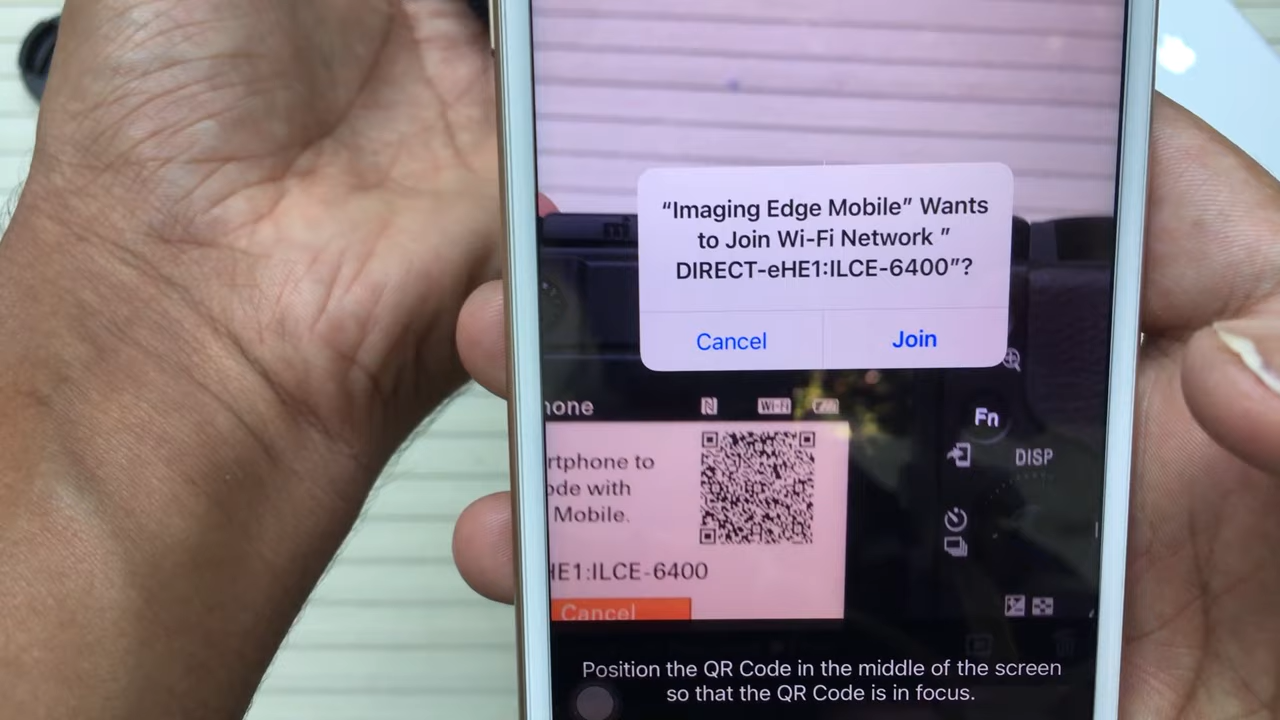 “Imaging Edge Mobile” Wants
to Join Wi-Fi Network ”
DIRECT-eHE1:ILCE-6400”?
Cancel
Join
Wi-Fi
Fn
rtphone to
DISP
with
Mobile.
HE1:ILCE-6400
Cancel
Position the QR Code in the middle of the screen
so that the QR Code is in focus.